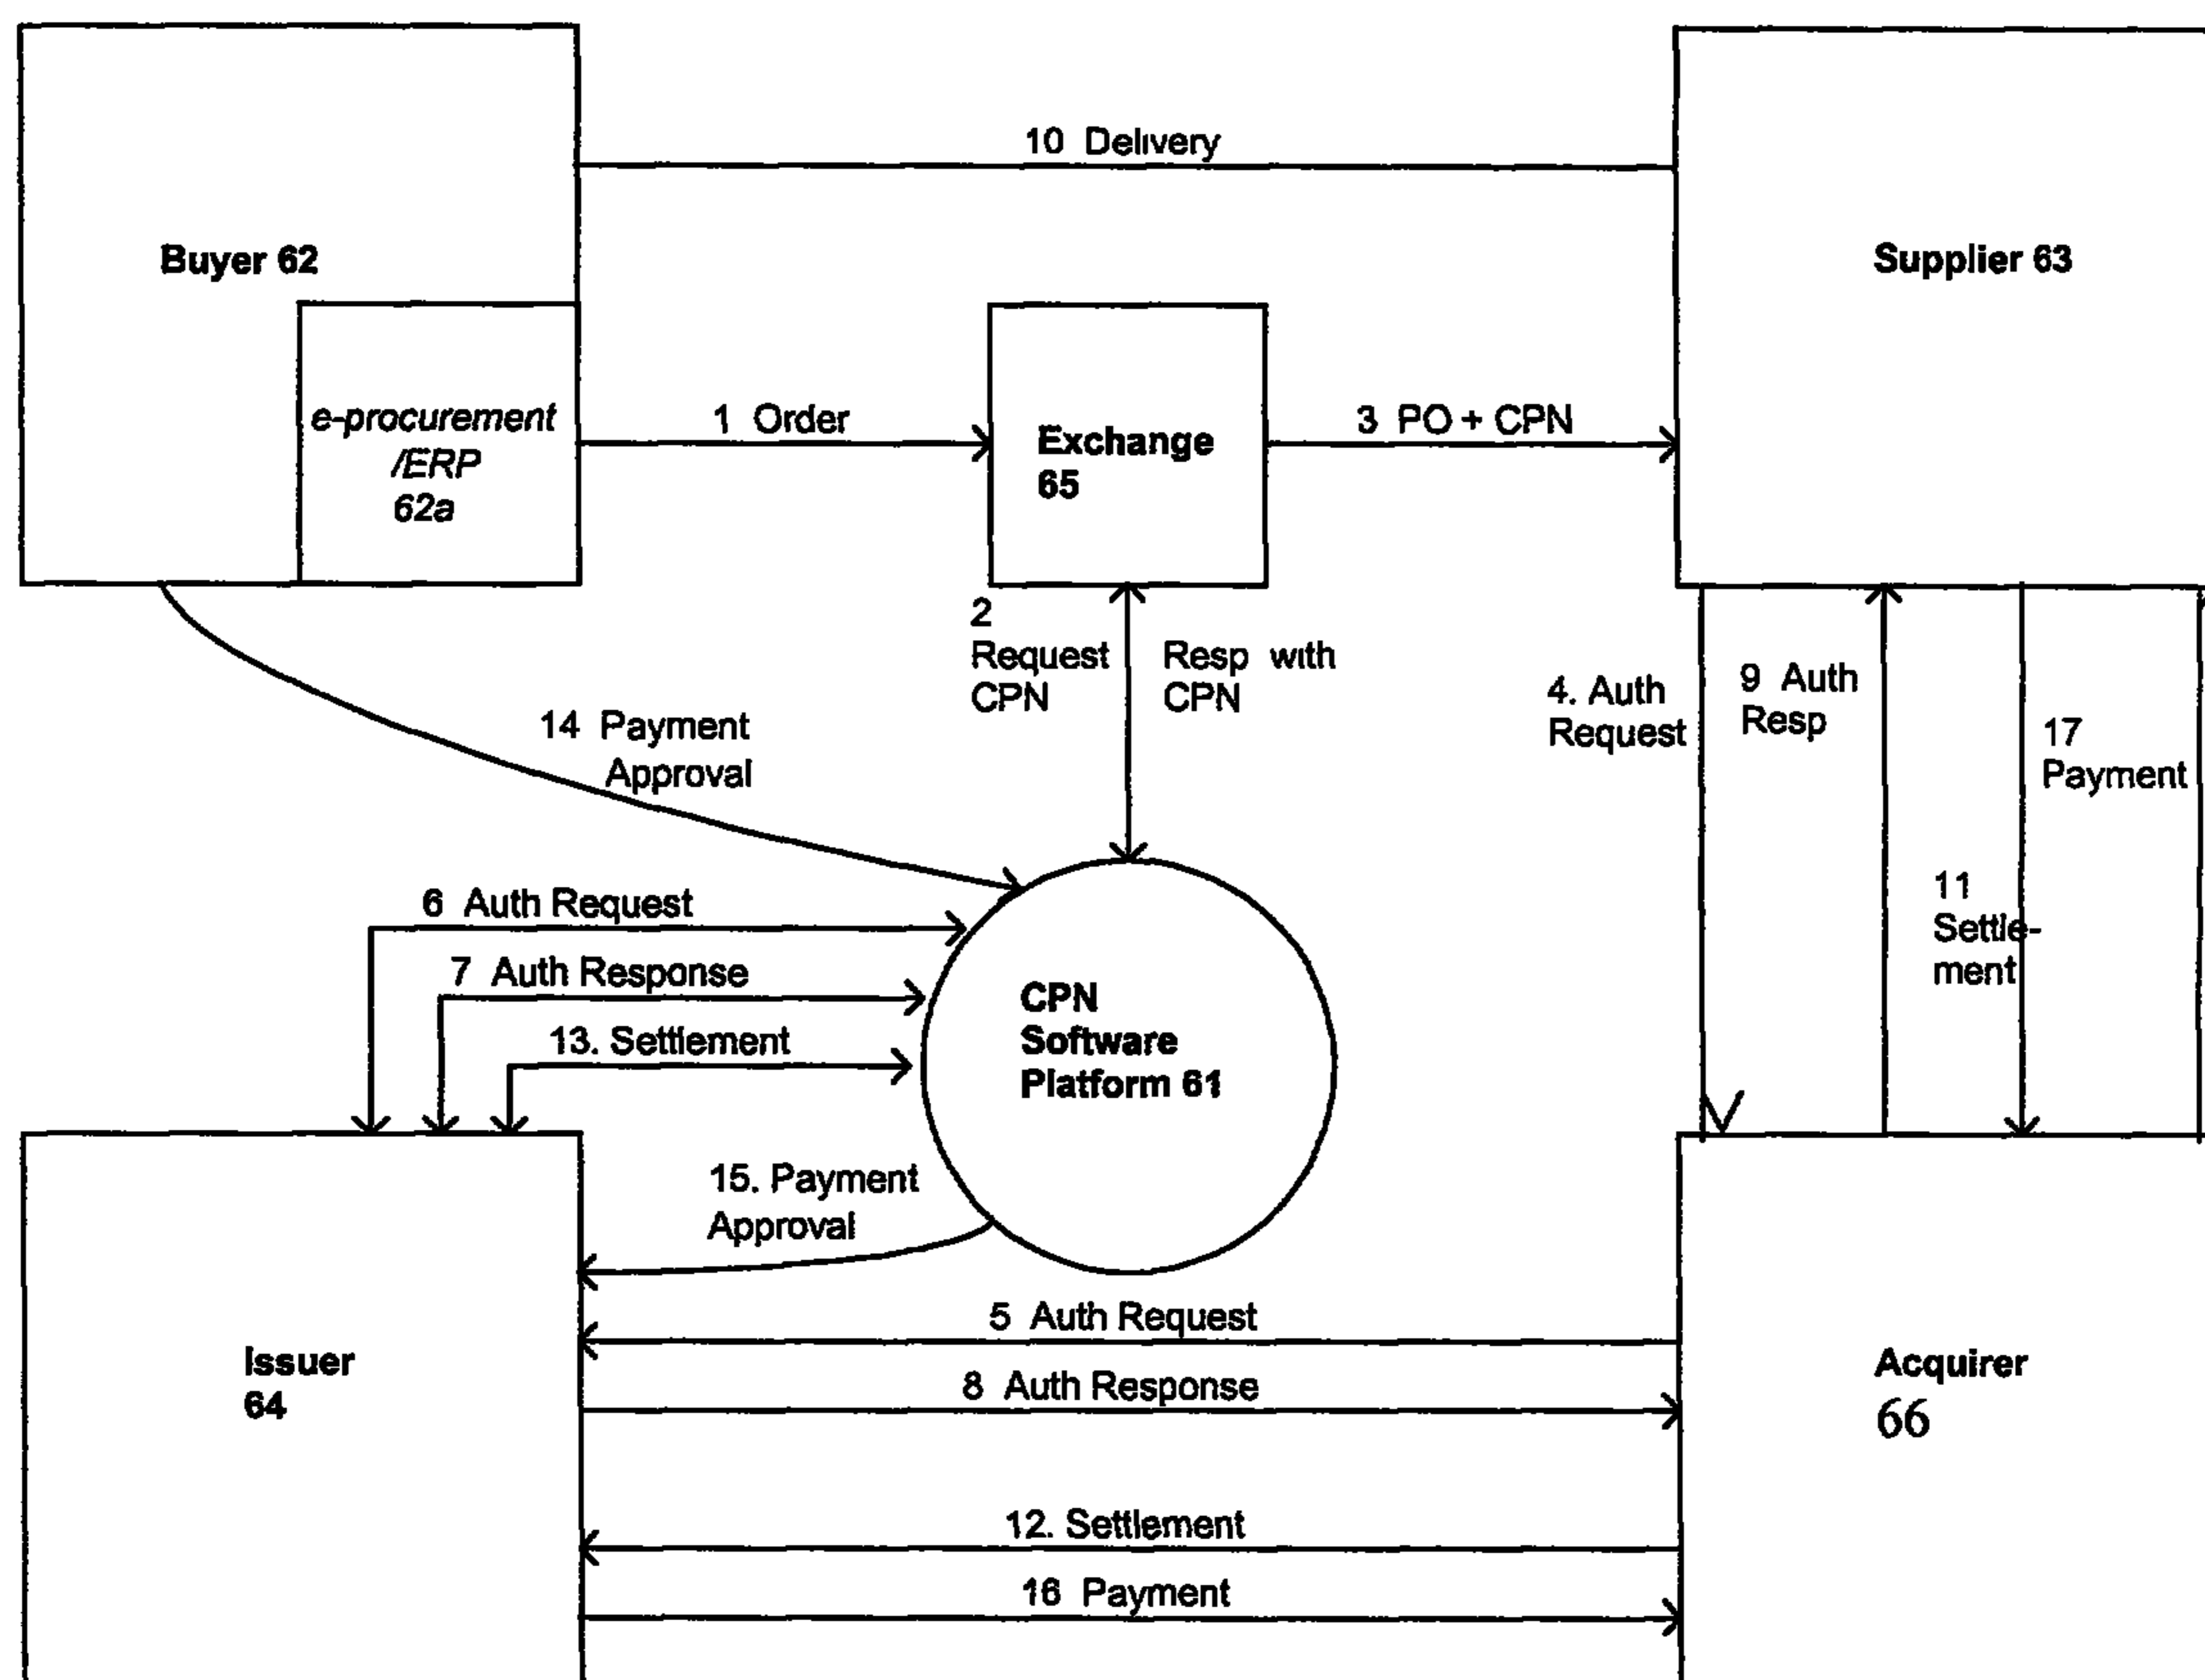 10 Delivery
Buyer 62
Supplier 63
e-procurement
/ERP
62a
1 Order
Exchange
65
3 PO + CPN
2
Request
CPN
Resp with
CPN
4. Auth
Request
9 Auth
Resp
17
Payment
14 Payment
Approval
11
Settle-
ment
6 Auth Request
7 Auth Response
13. Settlement
CPN
Software
Platform 61
15. Payment
Approval
5 Auth Request
Issuer
64
8 Auth Response
Acquirer
66
12. Settlement
16 Payment